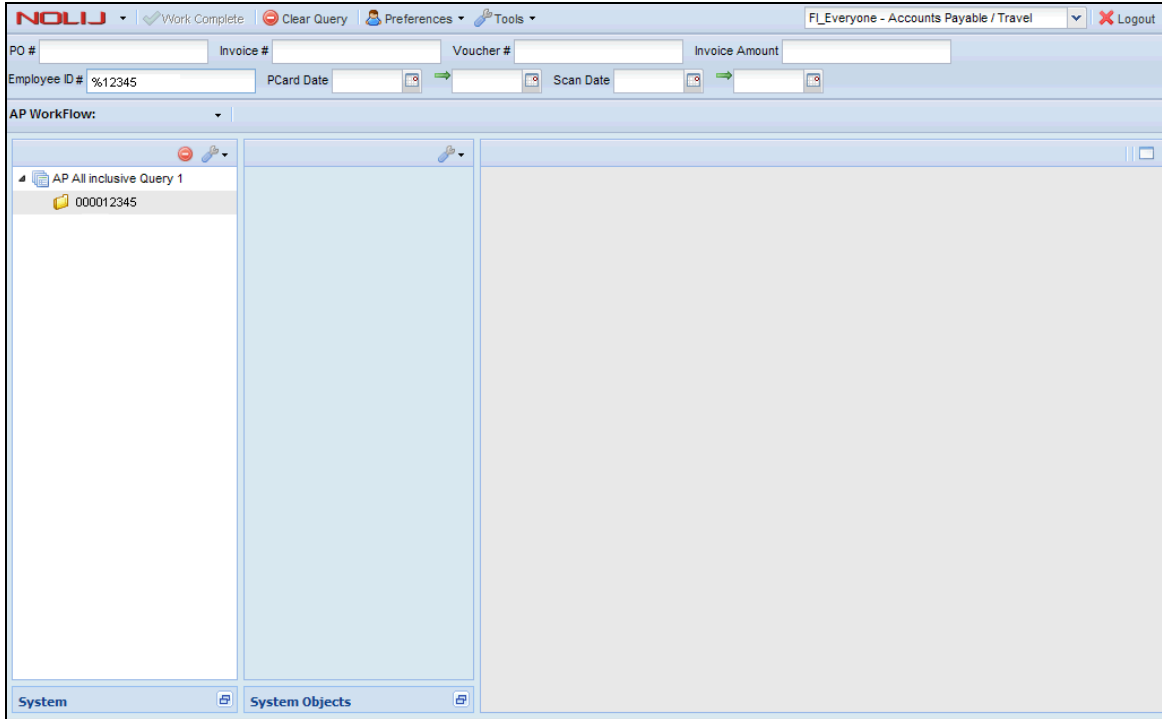 NOLIJ Work Complete Clear Query Preferences Tools FI_Everyone - Accounts Payable / Travel Logout
PO # Invoice # Voucher # Invoice Amount
Employee ID # %12345 PCard Date Scan Date
AP WorkFlow:
AP All inclusive Query 1
000012345
System System Objects